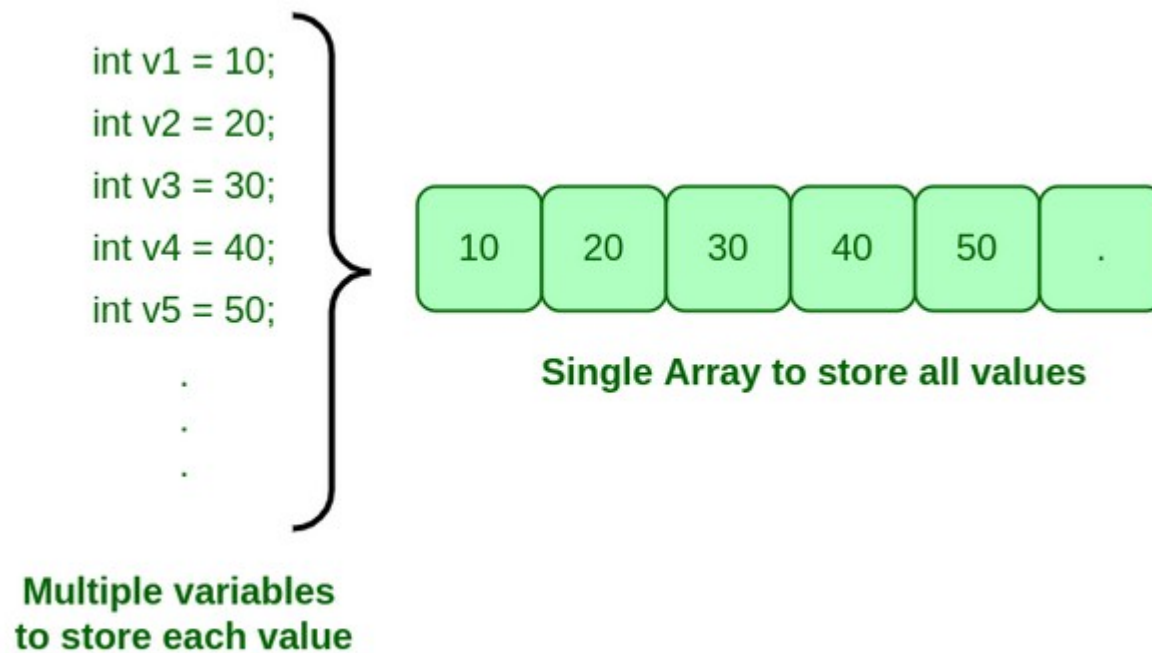 int v1 = 10;
int v2 = 20;
int v3 = 30;
int v4 = 40;
int v5 = 50;
.
.
.
Multiple variables
to store each value
10 20 30 40 50 .
Single Array to store all values